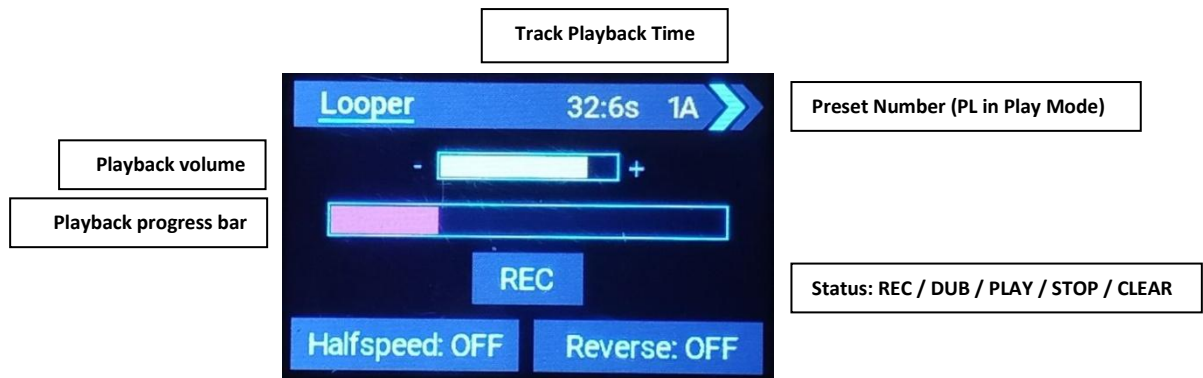 Track Playback Time
Looper 32:6s 1A
Preset Number (PL in Play Mode)
Playback volume
- +
Playback progress bar
REC
Status: REC / DUB / PLAY / STOP / CLEAR
Halfspeed: OFF Reverse: OFF